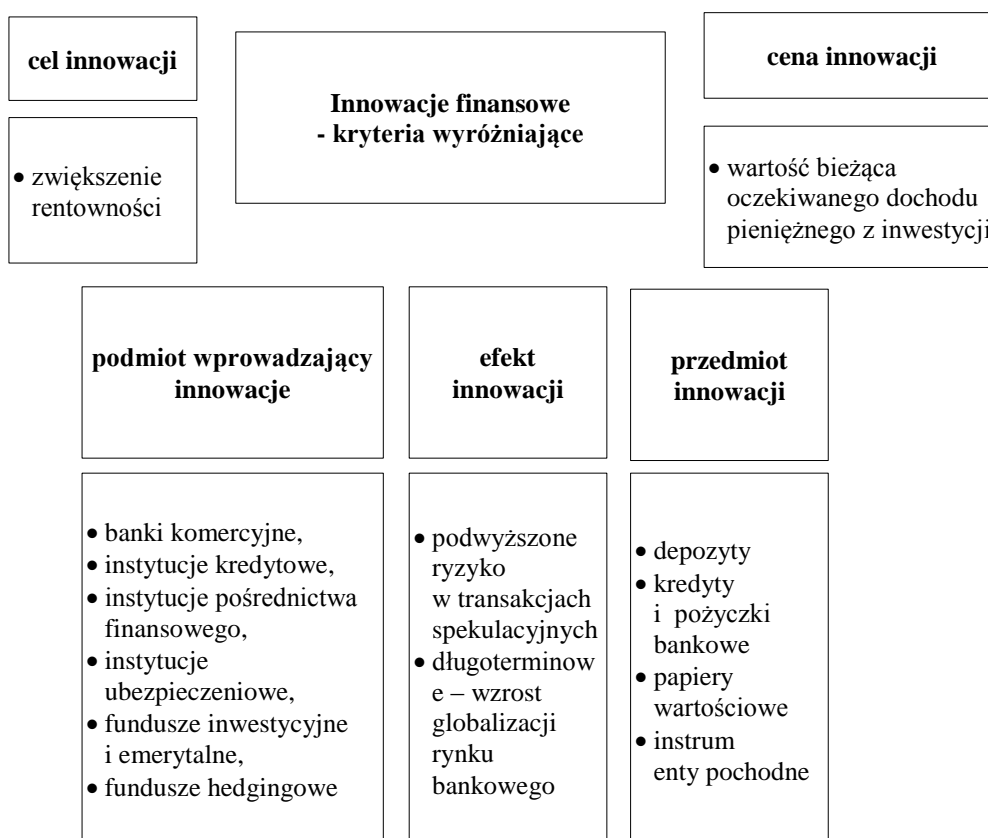 cel innowacji
Innowacje finansowe
- kryteria wyróżniające
cena innowacji
• zwiększenie
rentowności
• wartość bieżąca
oczekiwanego dochodu
pieniężnego z inwestycji
podmiot wprowadzający
innowacje
efekt
innowacji
przedmiot
innowacji
• banki komercyjne,
• instytucje kredytowe,
• instytucje pośrednictwa
finansowego,
• instytucje
ubezpieczeniowe,
• fundusze inwestycyjne
i emerytalne,
• fundusze hedgingowe
• podwyższone
ryzyko
w transakcjach
spekulacyjnych
• długoterminow
e – wzrost
globalizacji
rynku
bankowego
• depozyty
• kredyty
i pożyczki
bankowe
• papiery
wartościowe
• instrum
enty pochodne